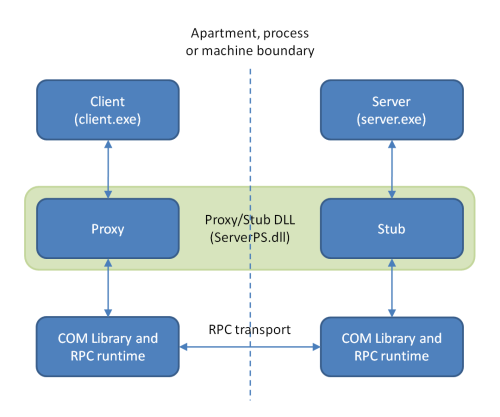 Apartment, process
or machine boundary
Client
(client.exe)
Server
(server.exe)
Proxy
Proxy/Stub DLL
(ServerPS.dll)
Stub
COM Library and
RPC runtime
RPC transport
COM Library and
RPC runtime